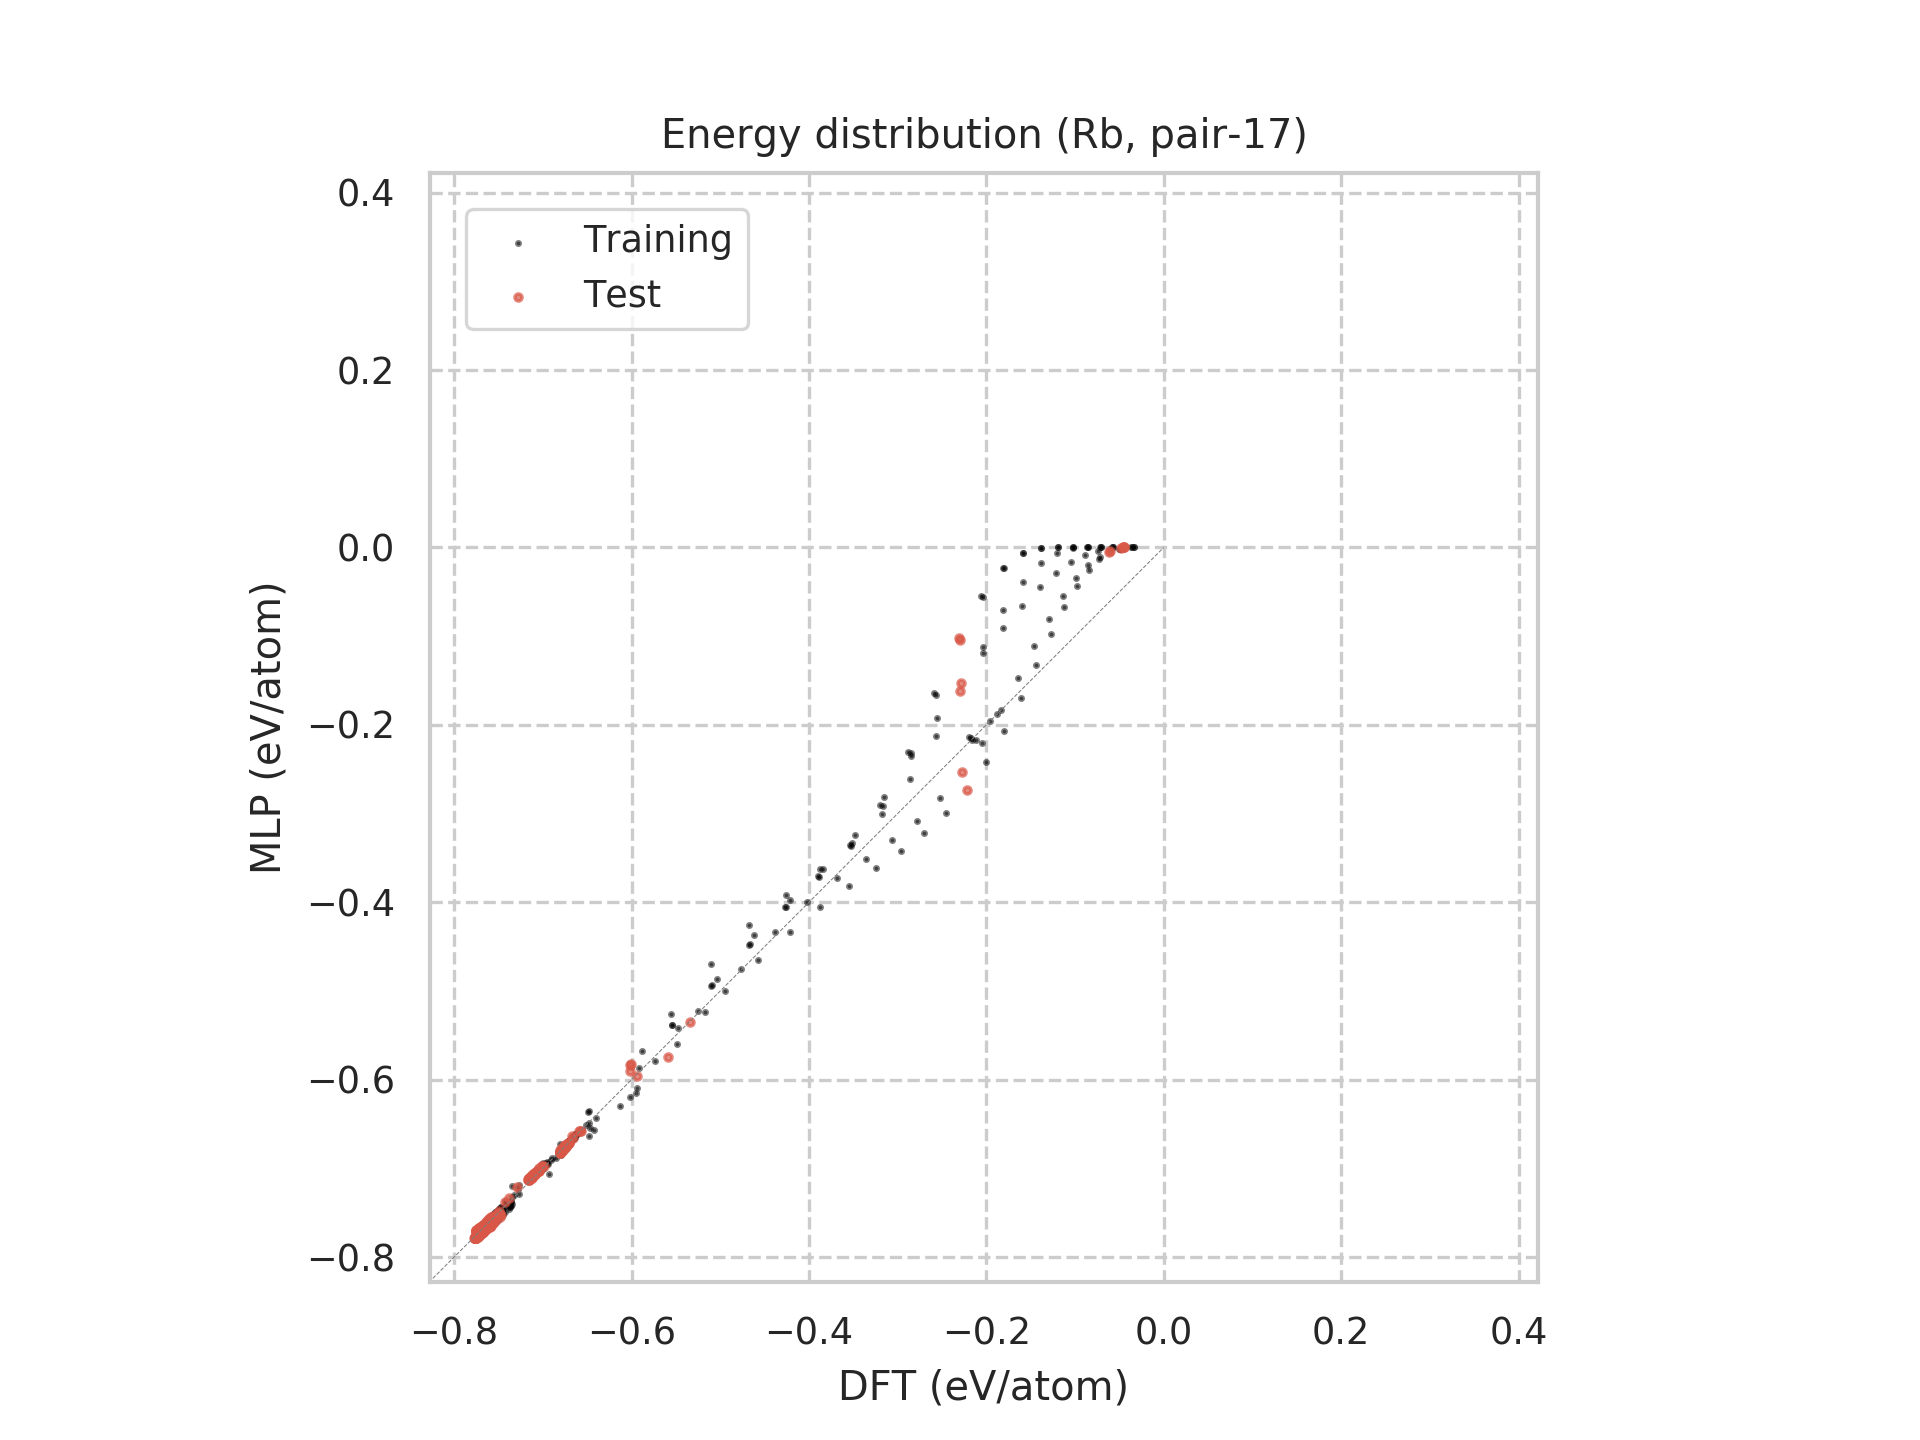 Energy distribution (Rb, pair-17)
Training
Test
0.4
0.2
0.0
−0.2
−0.4
−0.6
−0.8
MLP (eV/atom)
−0.8 −0.6 −0.4 −0.2 0.0 0.2 0.4
DFT (eV/atom)